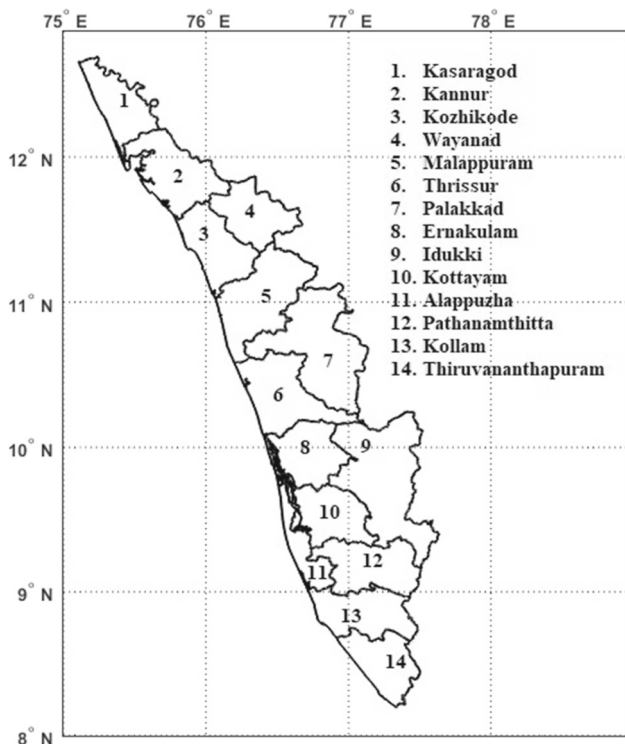 75° E 76° E 77° E 78° E
1. Kasaragod
2. Kannur
3. Kozhikode
4. Wayanad
5. Malappuram
6. Thrissur
7. Palakkad
8. Ernakulam
9. Idukki
10. Kottayam
11. Alappuzha
12. Pathanamthitta
13. Kollam
14. Thiruvananthapuram
1
12° N
2
4
3
5
11° N
7
6
10° N
8 9
10
12
11
9° N
13
14
8° N